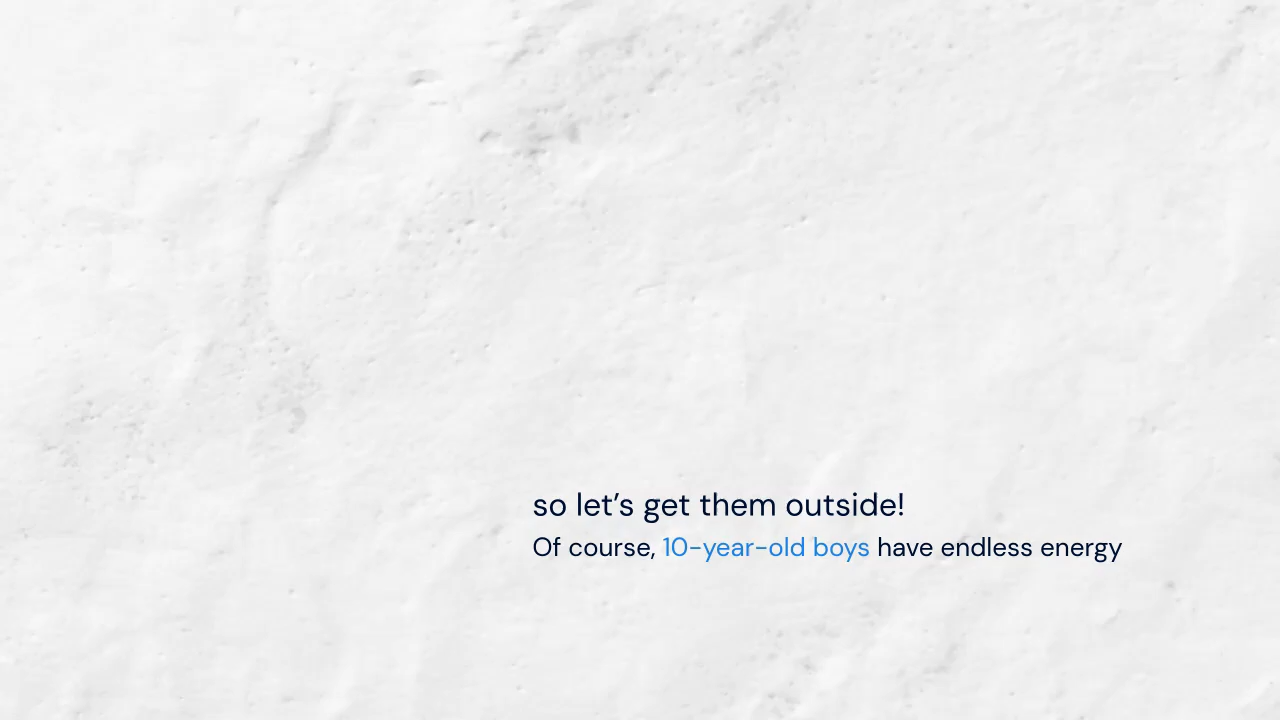 so let’s get them outside!
Of course, 10-year-old boys have endless energy